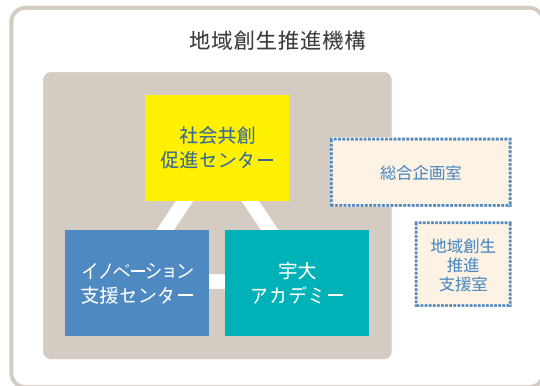 地域創生推進機構
社会共創
促進センター
総合企画室
イノベーション
支援センター
宇大
アカデミー
地域創生
推進
支援室